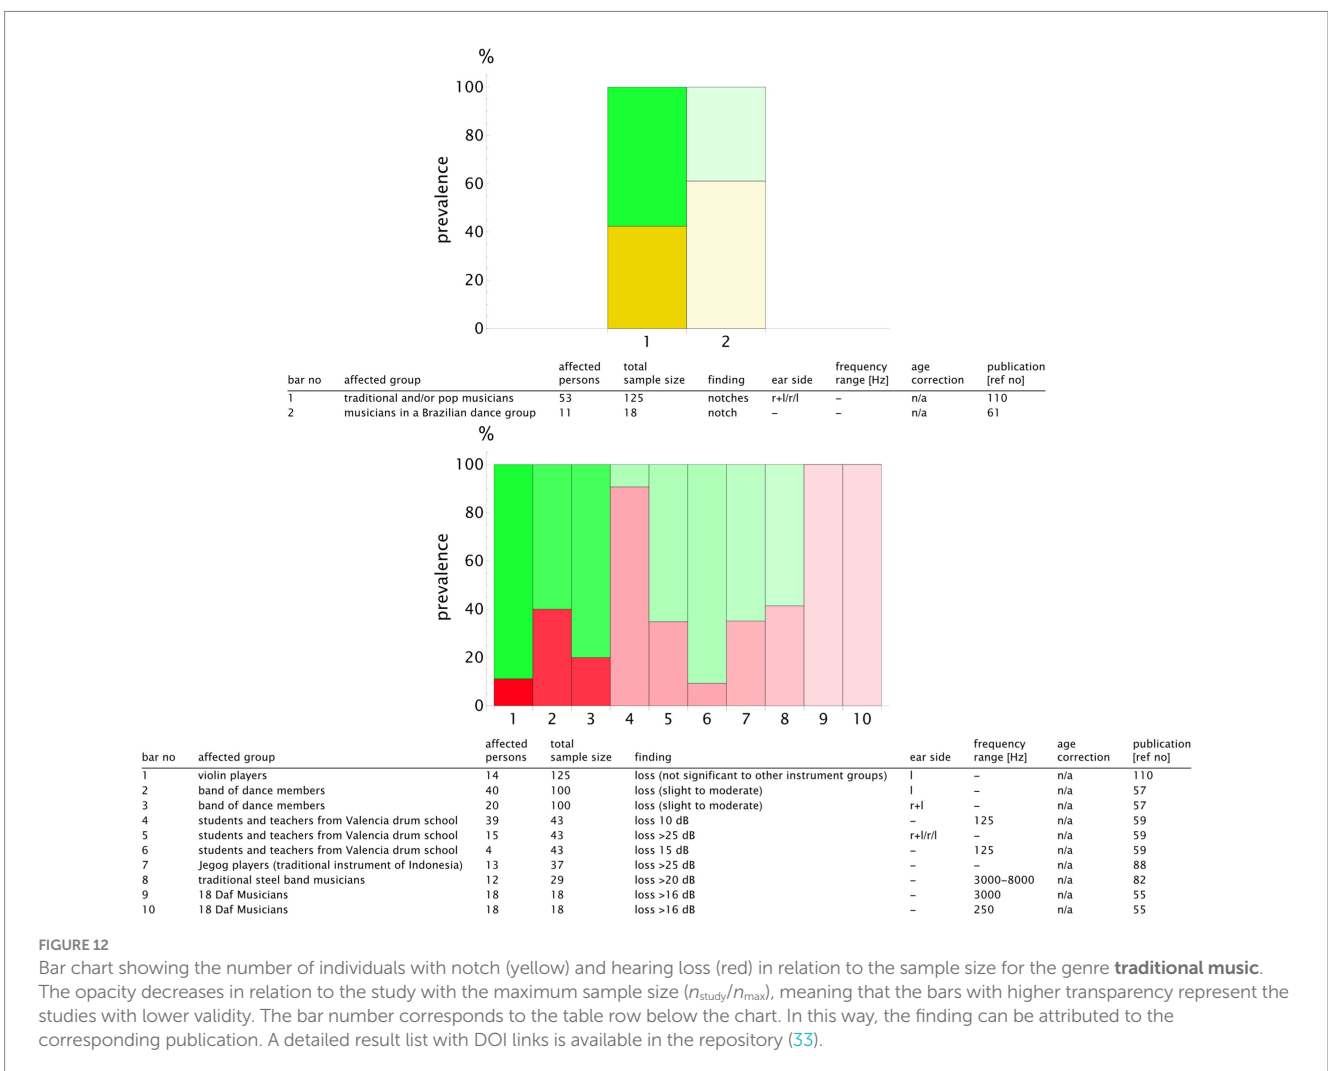 %
100
80
60
40
20
0
prevalence
1 2
affected total frequency age publication
bar no affected group persons sample size finding ear side range [Hz] correction [ref no]
1 traditional and/or pop musicians 53 125 notches r+l/r/l – n/a 110
2 musicians in a Brazilian dance group 11 18 notch – – n/a 61
%
100
80
60
40
20
0
prevalence
1 2 3 4 5 6 7 8 9 10
affected total frequency age publication
bar no affected group persons sample size finding ear side range [Hz] correction [ref no]
1 violin players 14 125 loss (not significant to other instrument groups) l – n/a 110
2 band of dance members 40 100 loss (slight to moderate) l – n/a 57
3 band of dance members 20 100 loss (slight to moderate) r+l – n/a 57
4 students and teachers from Valencia drum school 39 43 loss 10 dB – 125 n/a 59
5 students and teachers from Valencia drum school 15 43 loss >25 dB r+l/r/l – n/a 59
6 students and teachers from Valencia drum school 4 43 loss 15 dB – 125 n/a 59
7 Jegog players (traditional instrument of Indonesia) 13 37 loss >25 dB – – n/a 88
8 traditional steel band musicians 12 29 loss >20 dB – 3000–8000 n/a 82
9 18 Daf Musicians 18 18 loss >16 dB – 3000 n/a 55
10 18 Daf Musicians 18 18 loss >16 dB – 250 n/a 55
FIGURE 12
Bar chart showing the number of individuals with notch (yellow) and hearing loss (red) in relation to the sample size for the genre traditional music.
The opacity decreases in relation to the study with the maximum sample size (n_study/n_max), meaning that the bars with higher transparency represent the
studies with lower validity. The bar number corresponds to the table row below the chart. In this way, the finding can be attributed to the
corresponding publication. A detailed result list with DOI links is available in the repository (33).